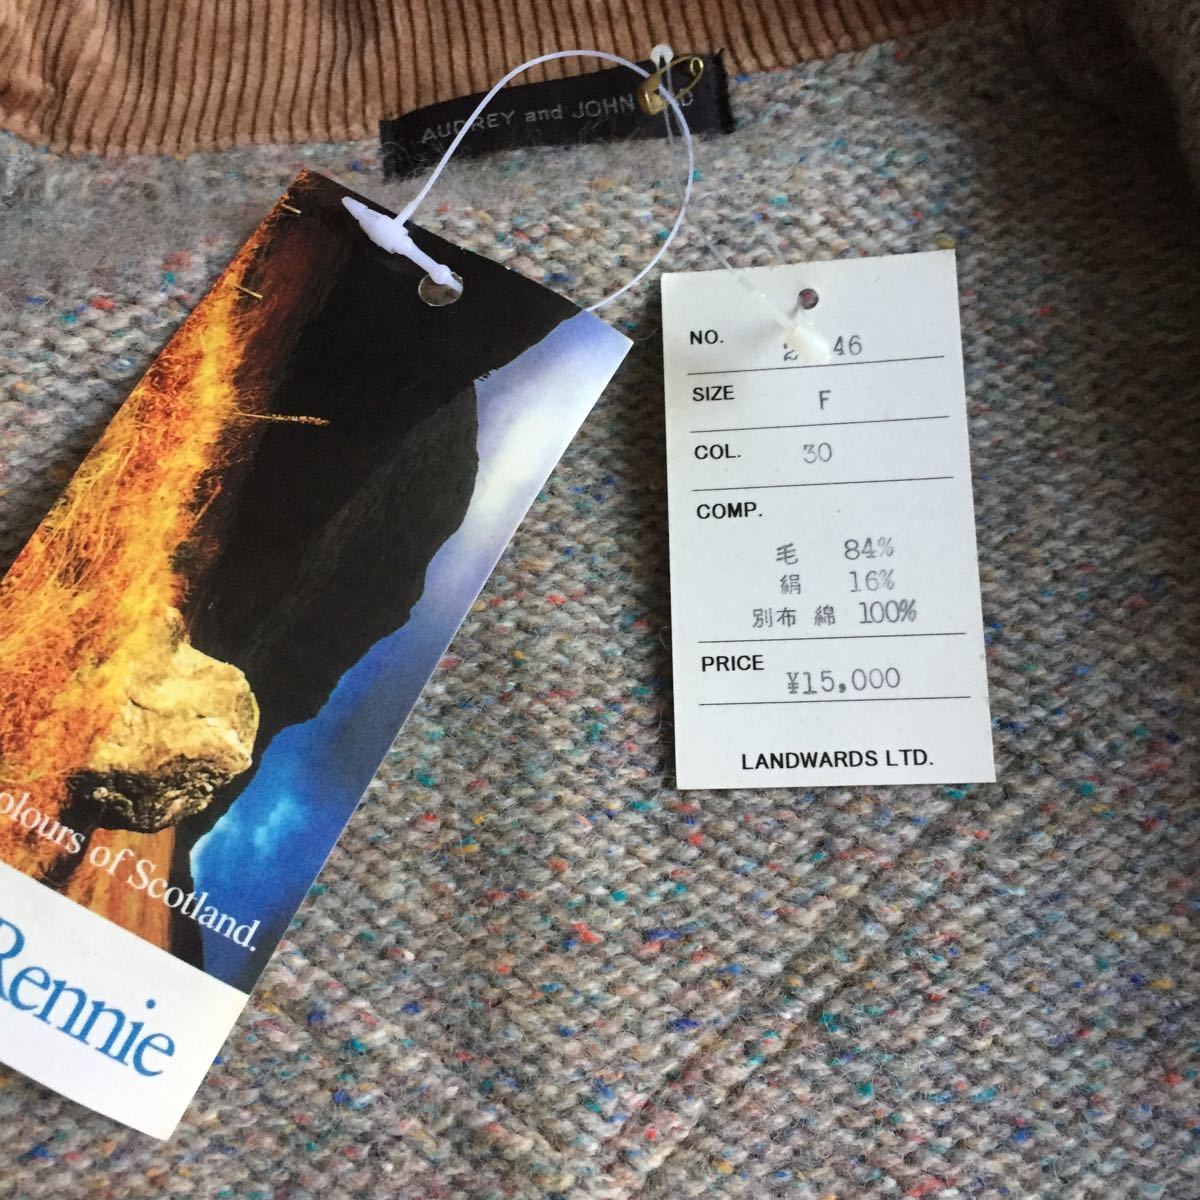 AUDREY and JOHN
NO. 46
SIZE F
COL. 30
COMP.
毛 84%
絹 16%
別布 綿 100%
PRICE ¥15,000
LANDWARDS LTD.
olours of Scotland.
Rennie